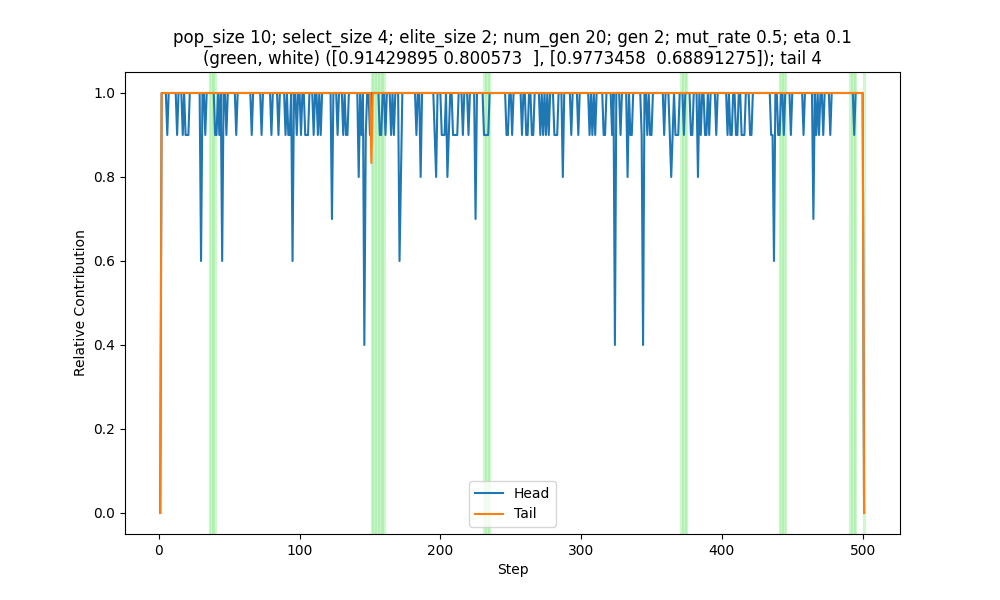 pop_size 10; select_size 4; elite_size 2; num_gen 20; gen 2; mut_rate 0.5; eta 0.1
(green, white) ([0.91429895 0.800573  ], [0.9773458  0.68891275]); tail 4
1.0
0.8
0.6
0.4
0.2
0.0
Relative Contribution
Head
Tail
0 100 200 300 400 500
Step